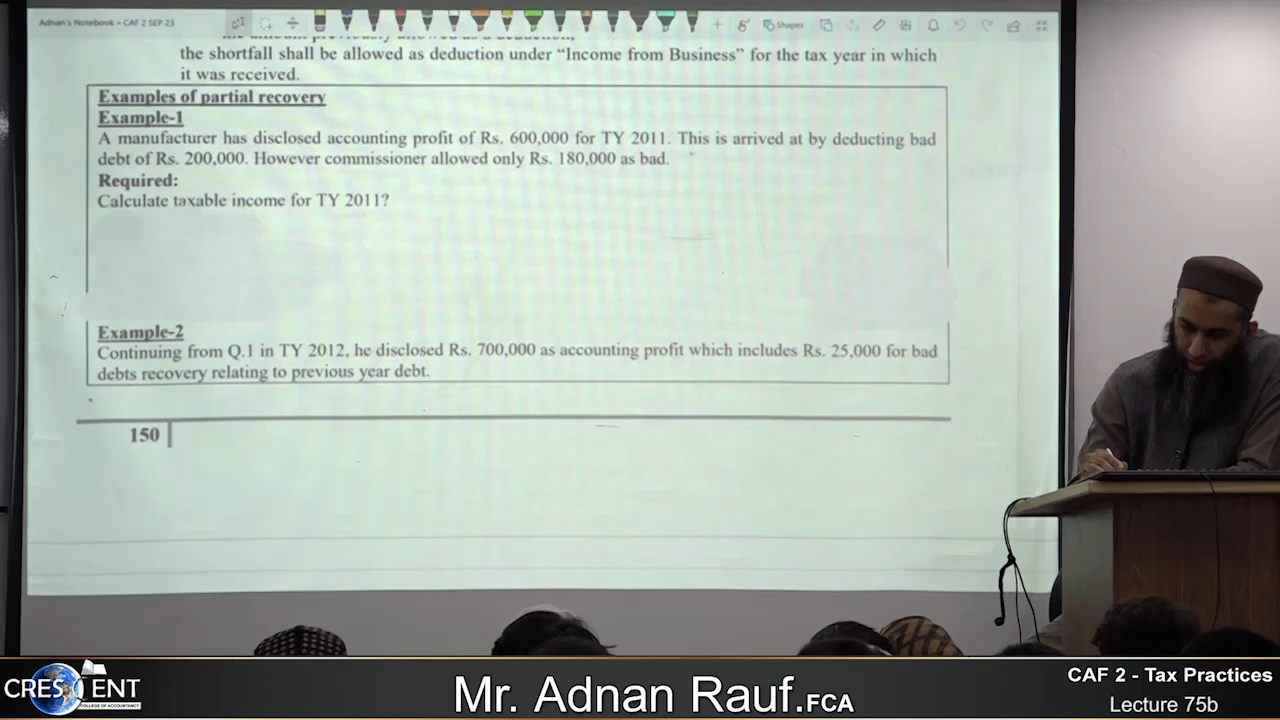 Adnan's Notebook - CAF 2 SEP 23
Shapes
the shortfall shall be allowed as deduction under “Income from Business” for the tax year in which
it was received.
Examples of partial recovery
Example-1
A manufacturer has disclosed accounting profit of Rs. 600,000 for TY 2011. This is arrived at by deducting bad
debt of Rs. 200,000. However commissioner allowed only Rs. 180,000 as bad.
Required:
Calculate taxable income for TY 2011?
Example-2
Continuing from Q.1 in TY 2012, he disclosed Rs. 700,000 as accounting profit which includes Rs. 25,000 for bad
debts recovery relating to previous year debt.
150
CRESCENT
COLLEGE OF ACCOUNTANCY
Mr. Adnan Rauf.FCA
CAF 2 - Tax Practices
Lecture 75b